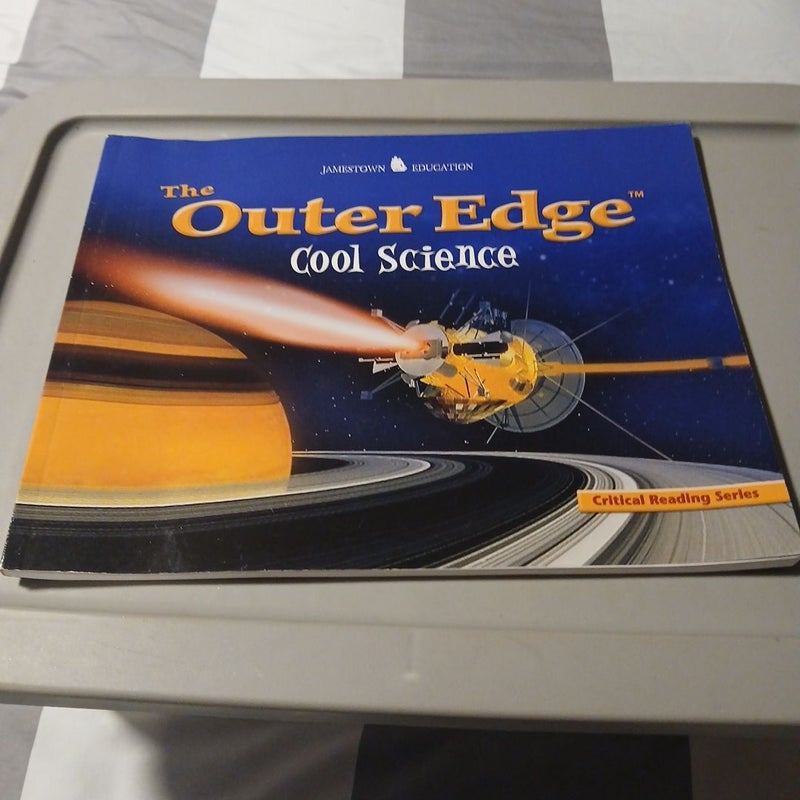 JAMESTOWN EDUCATION
The
Outer Edge™
Cool Science
Critical Reading Series